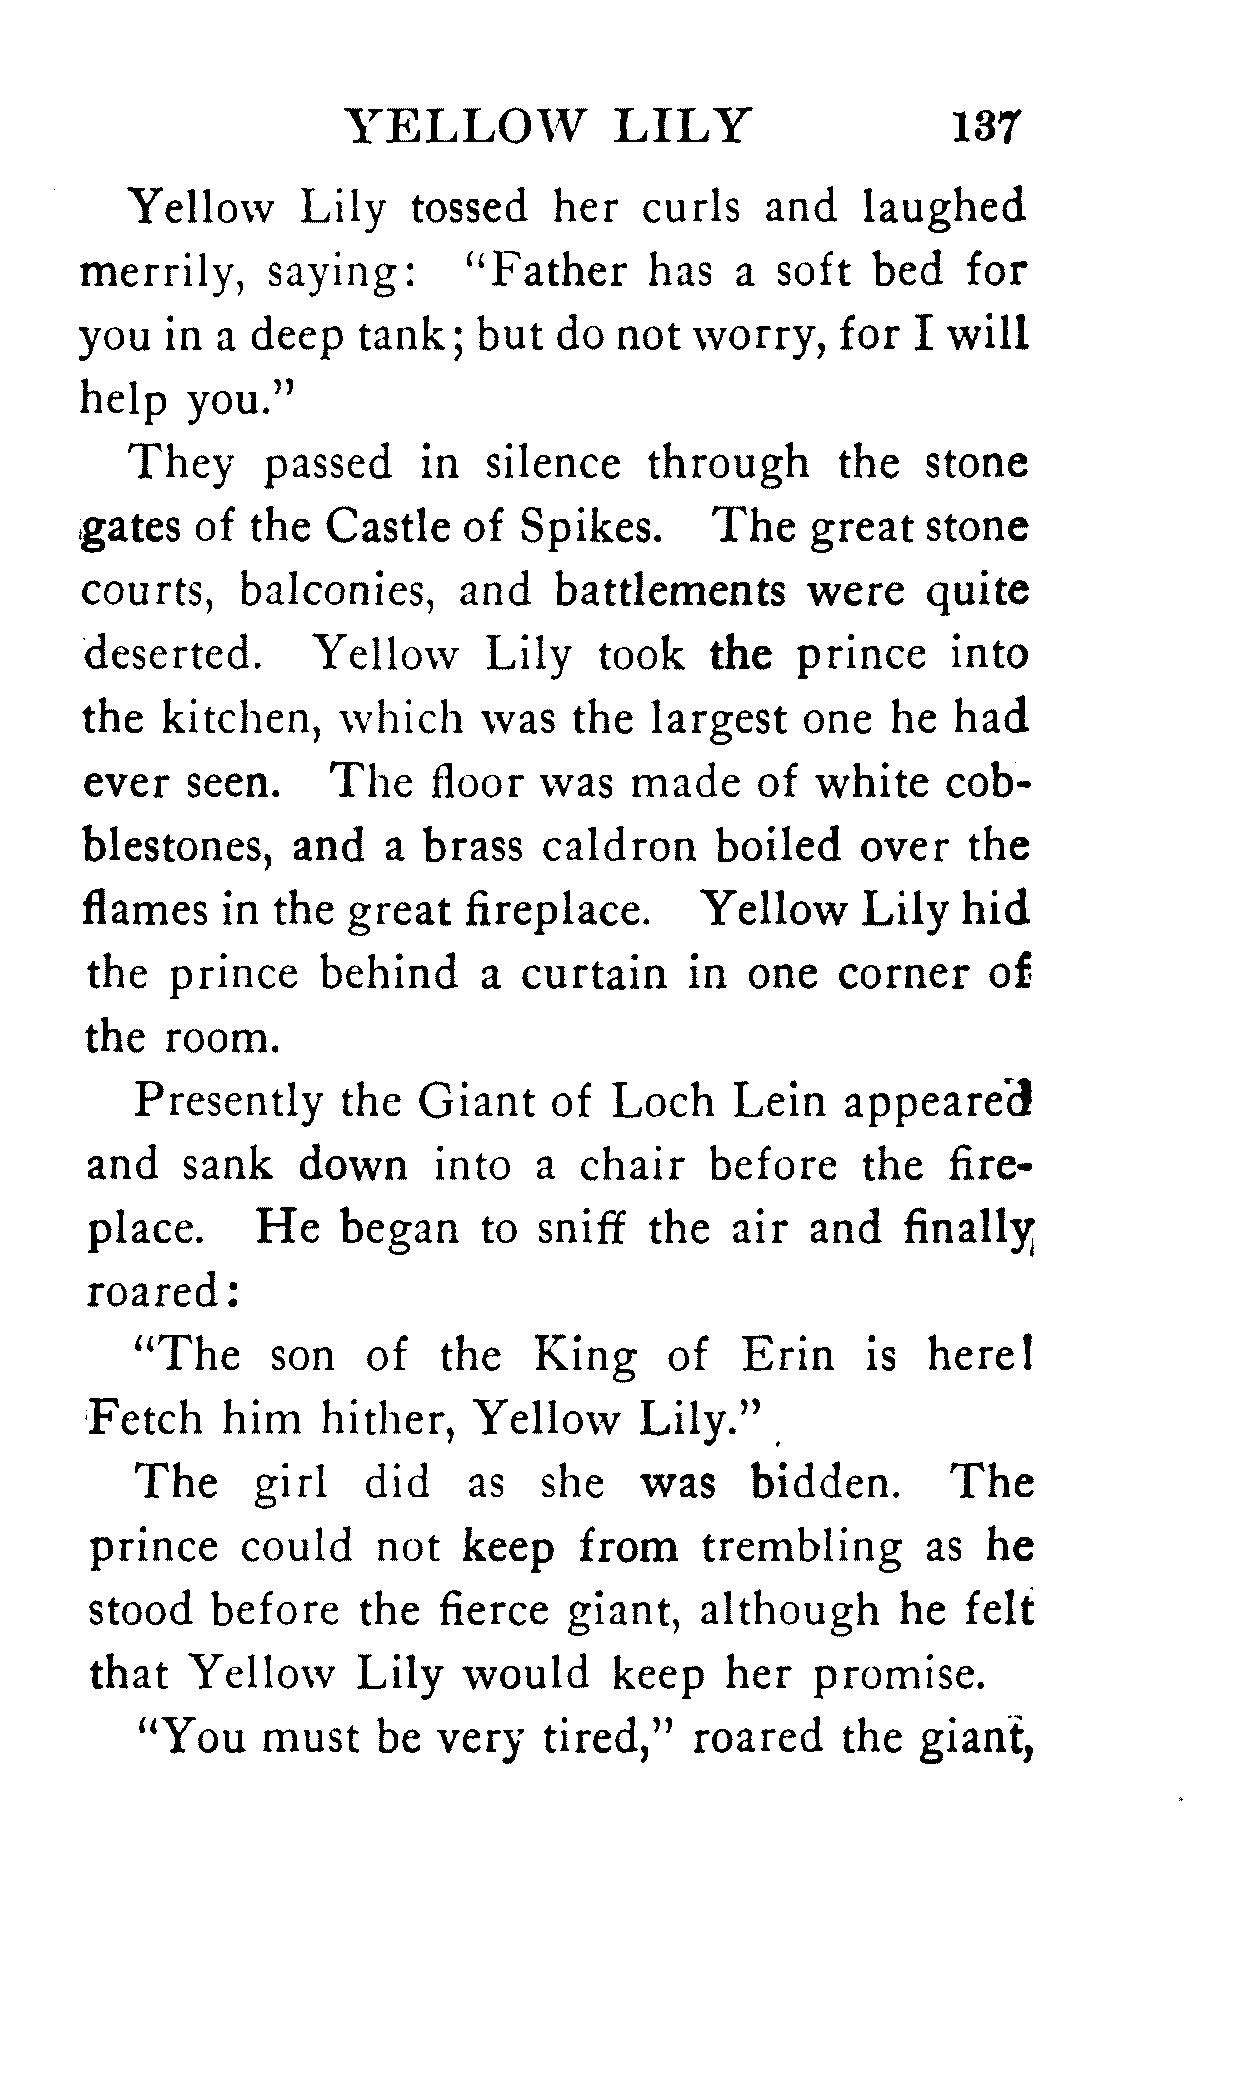 YELLOW LILY 137
Yellow Lily tossed her curls and laughed
merrily, saying: "Father has a soft bed for
you in a deep tank; but do not worry, for I will
help you."
They passed in silence through the stone
gates of the Castle of Spikes. The great stone
courts, balconies, and battlements were quite
deserted. Yellow Lily took the prince into
the kitchen, which was the largest one he had
ever seen. The floor was made of white cob-
blestones, and a brass caldron boiled over the
flames in the great fireplace. Yellow Lily hid
the prince behind a curtain in one corner of
the room.
Presently the Giant of Loch Lein appeared
and sank down into a chair before the fire-
place. He began to sniff the air and finally
roared:
"The son of the King of Erin is here!
Fetch him hither, Yellow Lily."
The girl did as she was bidden. The
prince could not keep from trembling as he
stood before the fierce giant, although he felt
that Yellow Lily would keep her promise.
"You must be very tired," roared the giant,